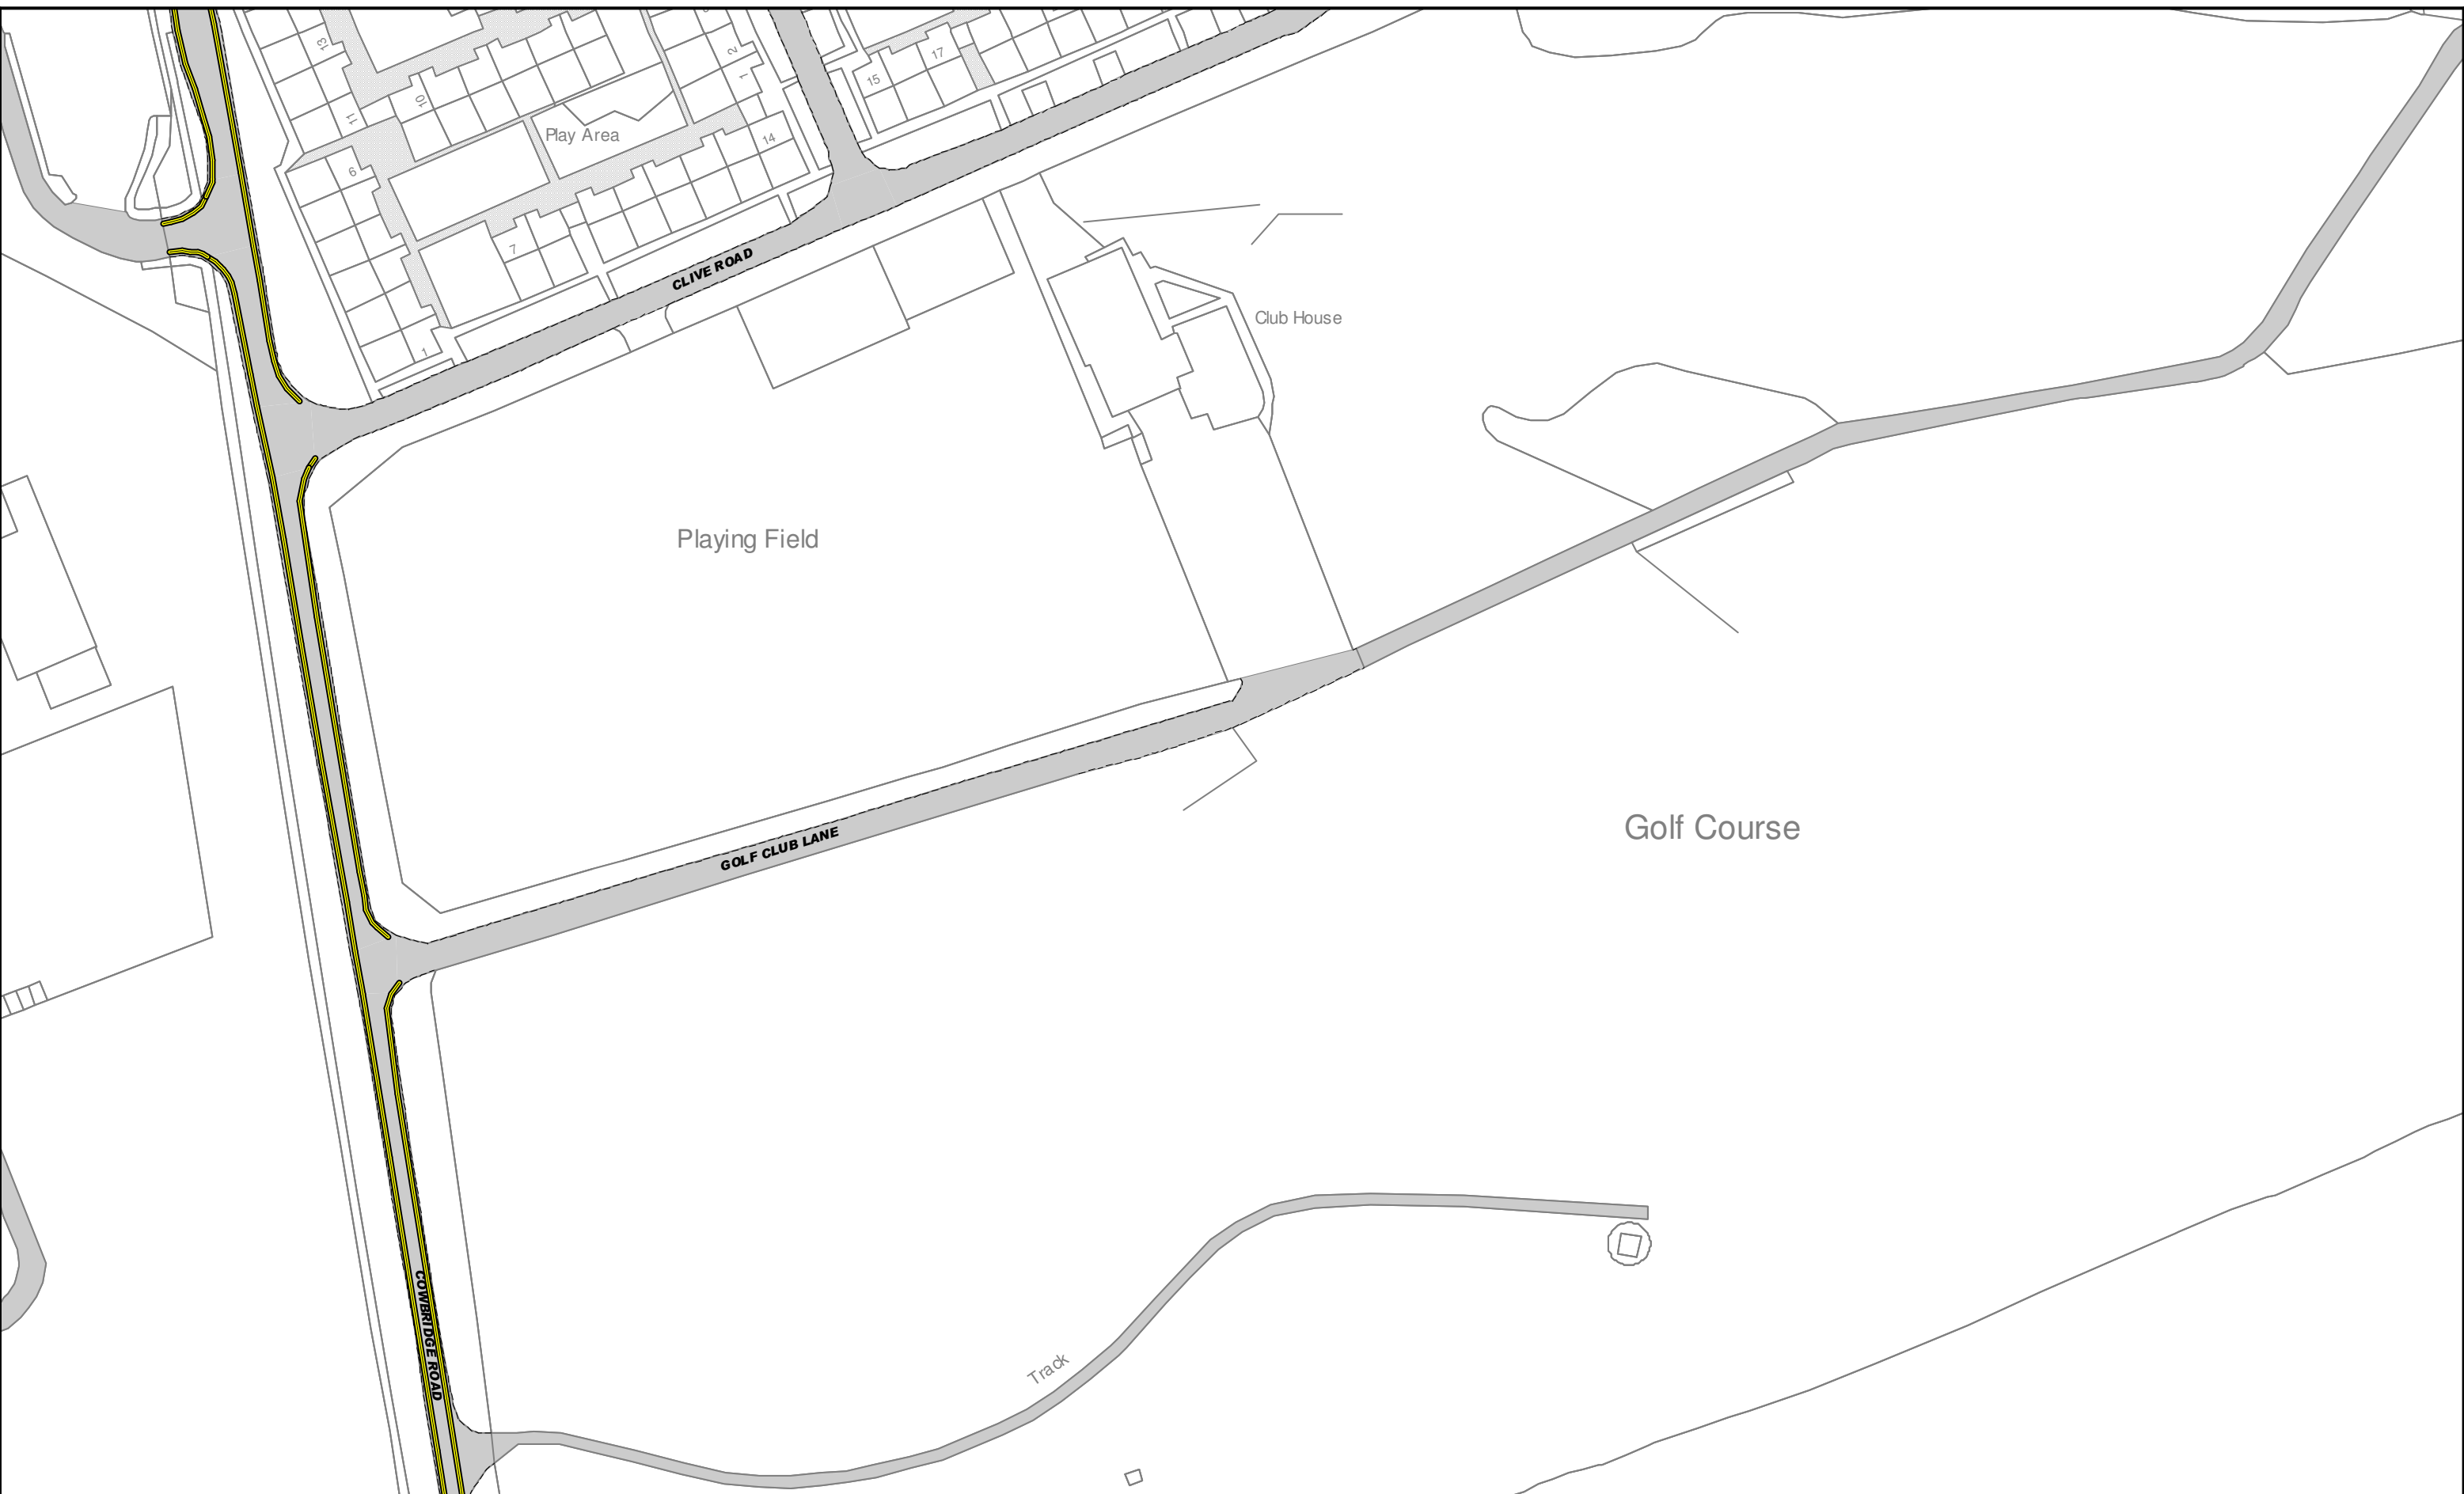 13
2
17
1
15
10
11
Play Area
14
6
7
CLIVE ROAD
Club House
1
Playing Field
Golf Course
GOLF CLUB LANE
COWBRIDGE ROAD
Track